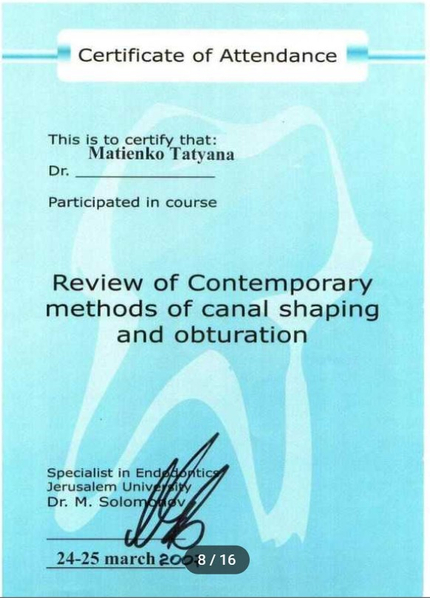 Certificate of Attendance
This is to certify that:
Matienko Tatyana
Dr.
Participated in course
Review of Contemporary
methods of canal shaping
and obturation
Specialist in Endodontics
Jerusalem University
Dr. M. Solomonov
24-25 march
8 / 16